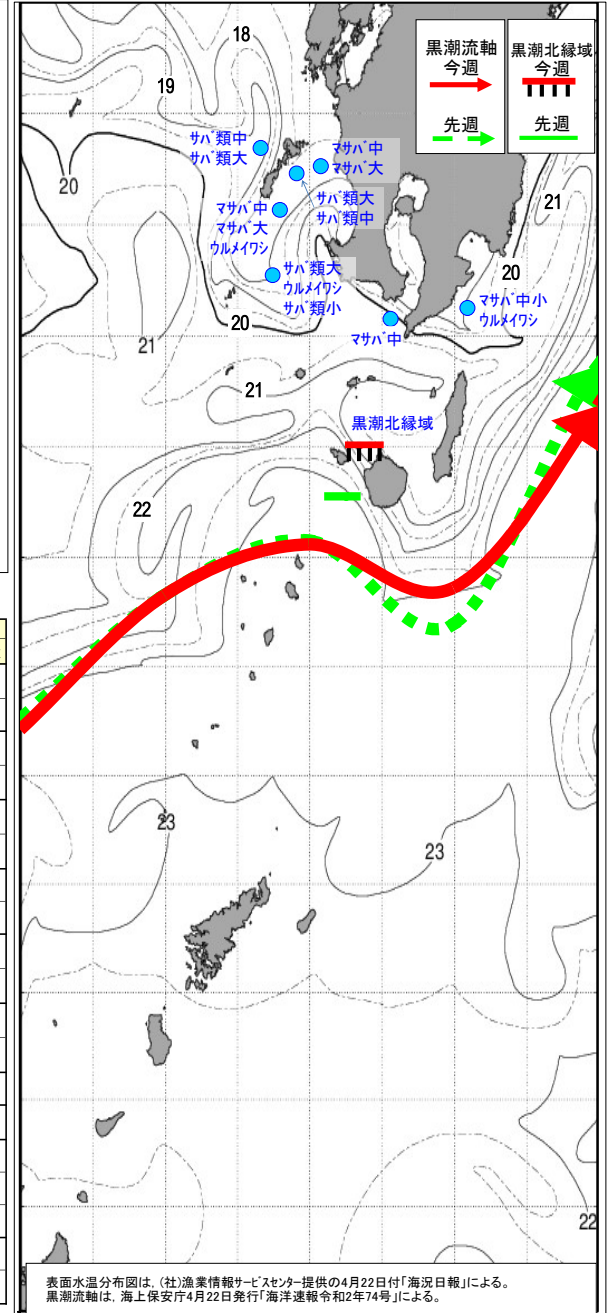 黒潮流軸
今週
先週
黒潮北縁域
今週
先週
18
19
サバ類中
サバ類大
マサバ中
マサバ大
20
サバ類大
サバ類中
マサバ中
マサバ大
ウルメイワシ
21
20
サバ類大
ウルメイワシ
サバ類小
マサバ中小
ウルメイワシ
20
マサバ中
21
21
黒潮北縁域
22
23
23
22
表面水温分布図は、(社)漁業情報サービスセンター提供の4月22日付「海況日報」による。
黒潮流軸は、海上保安庁4月22日発行「海洋速報令和2年74号」による。